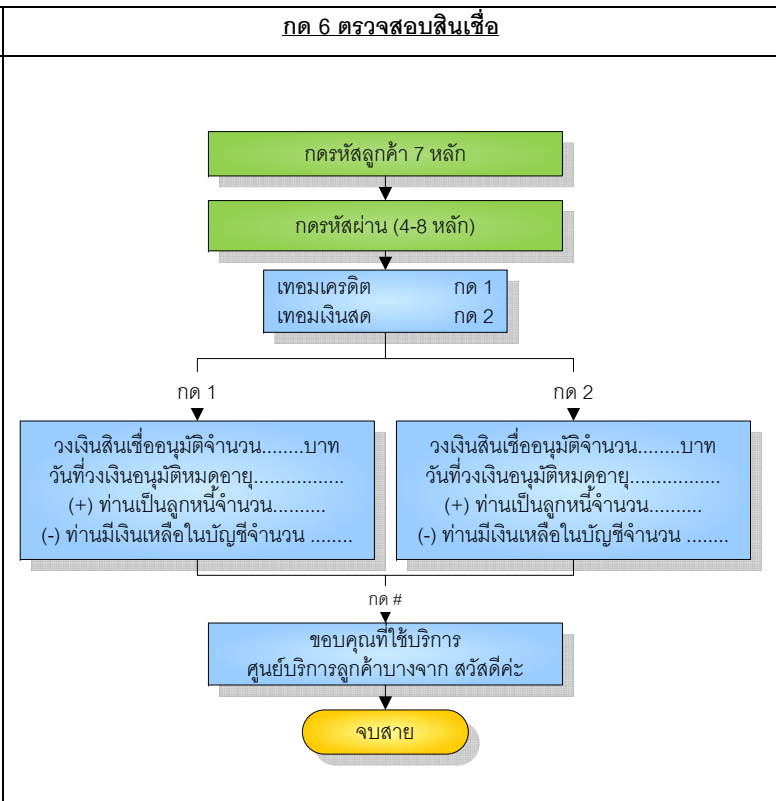 กด 6 ตรวจสอบสินเชื่อ
กดรหัสลูกค้า 7 หลัก
กดรหัสผ่าน (4-8 หลัก)
เทอมเครดิต กด 1
เทอมเงินสด กด 2
กด 1
กด 2
วงเงินสินเชื่ออนุมัติจำนวน........บาท
วันที่วงเงินอนุมัติหมดอายุ.................
(+) ท่านเป็นลูกหนี้จำนวน..........
(-) ท่านมีเงินเหลือในบัญชีจำนวน ........
วงเงินสินเชื่ออนุมัติจำนวน........บาท
วันที่วงเงินอนุมัติหมดอายุ.................
(+) ท่านเป็นลูกหนี้จำนวน..........
(-) ท่านมีเงินเหลือในบัญชีจำนวน ........
กด #
ขอบคุณที่ใช้บริการ
ศูนย์บริการลูกค้าบางจาก สวัสดีค่ะ
จบสาย